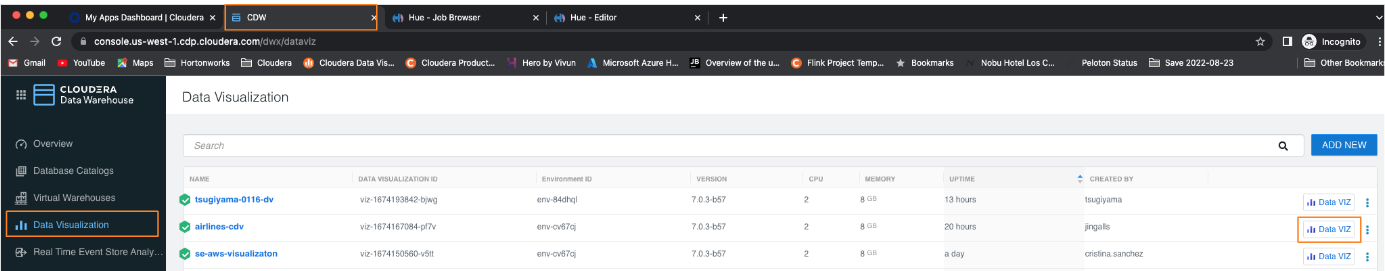 My Apps Dashboard | Cloudera × CDW × Hue - Job Browser × Hue - Editor × +
console.us-west-1.cdp.cloudera.com/dwx/dataviz Incognito
Gmail YouTube Maps Hortonworks Cloudera Cloudera Data Vis... Cloudera Product... Hero by Vivun Microsoft Azure H... JB Overview of the u... Flink Project Temp... Bookmarks Nobu Hotel Los C... Peloton Status Save 2022-08-23 Other Bookmark
CLOUDERA
Data Warehouse
Data Visualization
Overview
Database Catalogs
Virtual Warehouses
Data Visualization
Real Time Event Store Analy...
Search ADD NEW
NAME DATA VISUALIZATION ID Environment ID VERSION CPU MEMORY UPTIME CREATED BY
tsugiyama-0116-dv viz-1674193842-bjwg env-84dhql 7.0.3-b57 2 8 GB 13 hours tsugiyama Data VIZ
airlines-cdv viz-1674167084-pf7v env-cv67cj 7.0.3-b57 2 8 GB 20 hours jingalls Data VIZ
se-aws-visualizaton viz-1674150560-v5tt env-cv67cj 7.0.3-b57 2 8 GB a day cristina.sanchez Data VIZ